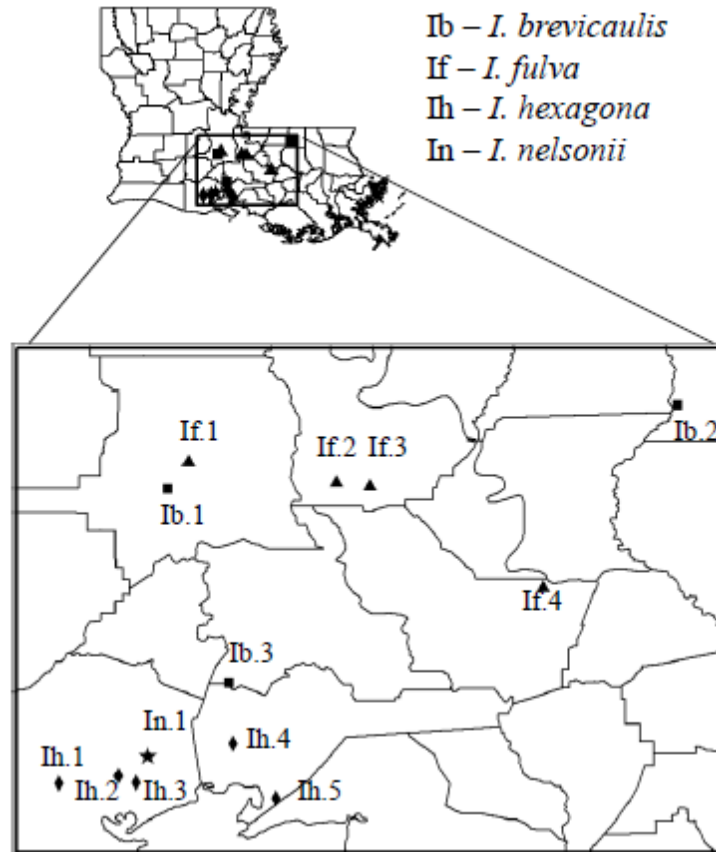 Ib – I. brevicaulis
If – I. fulva
Ih – I. hexagona
In – I. nelsonii
If.1
If.2
If.3
Ib.2
Ib.1
If.4
Ib.3
In.1
Ih.4
Ih.1
Ih.2
Ih.3
Ih.5